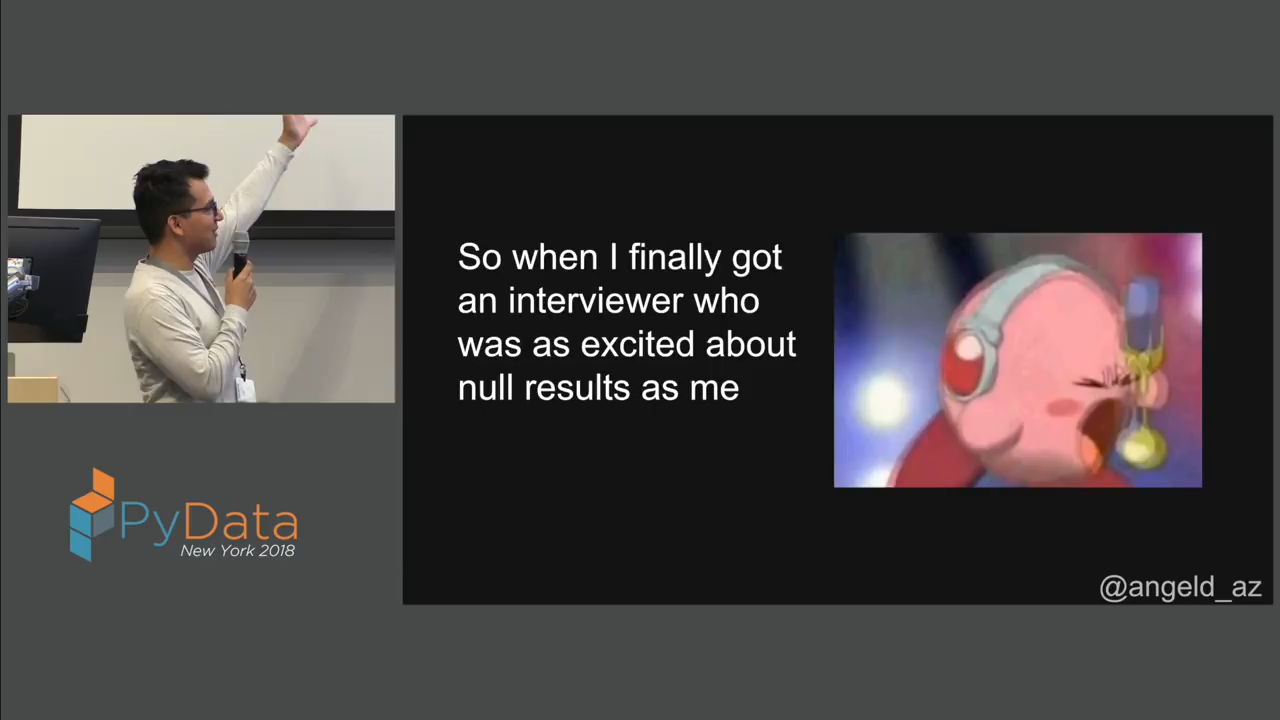 So when I finally got
an interviewer who
was as excited about
null results as me
PyData
New York 2018
@angeld_az